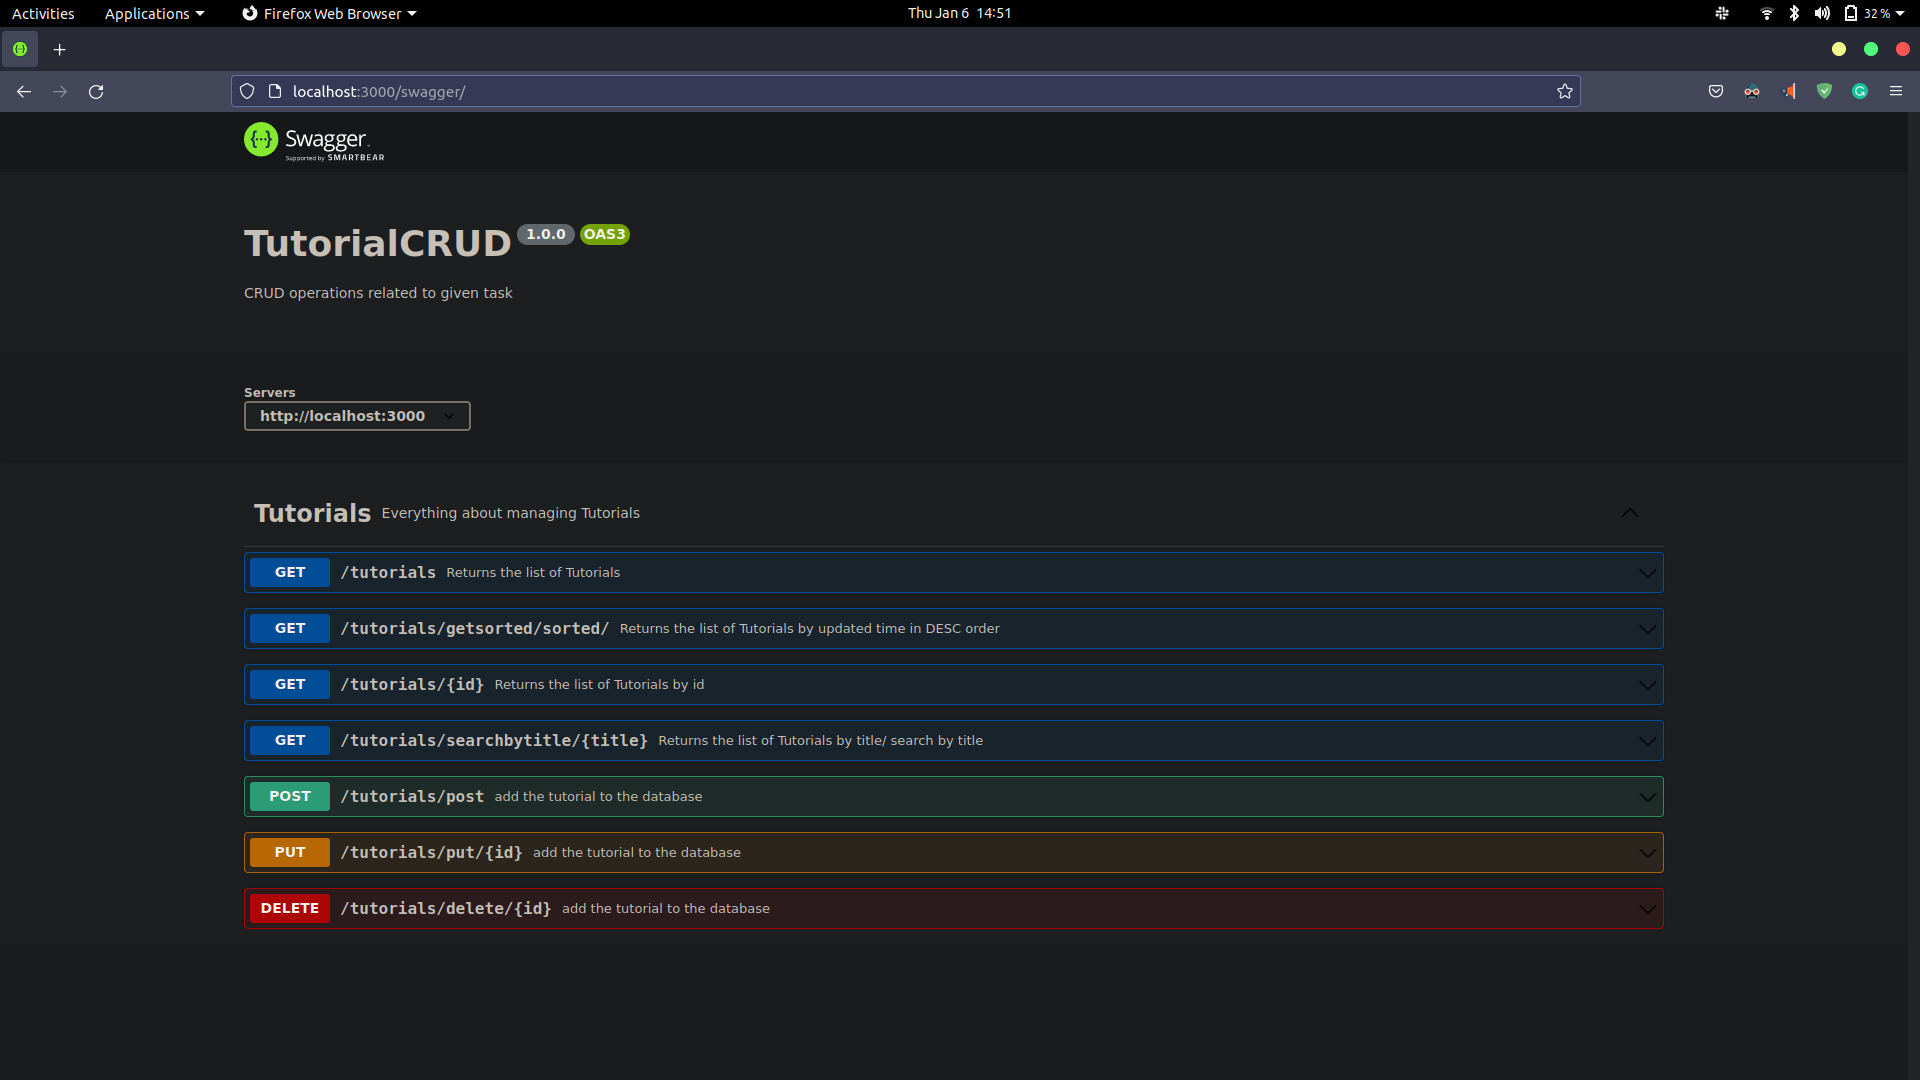 Activities Applications Firefox Web Browser Thu Jan 6 14:51 32 %
localhost:3000/swagger/
Swagger
Supported by SMARTBEAR
TutorialCRUD 1.0.0 OAS3
CRUD operations related to given task
Servers
http://localhost:3000
Tutorials Everything about managing Tutorials
GET /tutorials Returns the list of Tutorials
GET /tutorials/getsorted/sorted/ Returns the list of Tutorials by updated time in DESC order
GET /tutorials/{id} Returns the list of Tutorials by id
GET /tutorials/searchbytitle/{title} Returns the list of Tutorials by title/ search by title
POST /tutorials/post add the tutorial to the database
PUT /tutorials/put/{id} add the tutorial to the database
DELETE /tutorials/delete/{id} add the tutorial to the database